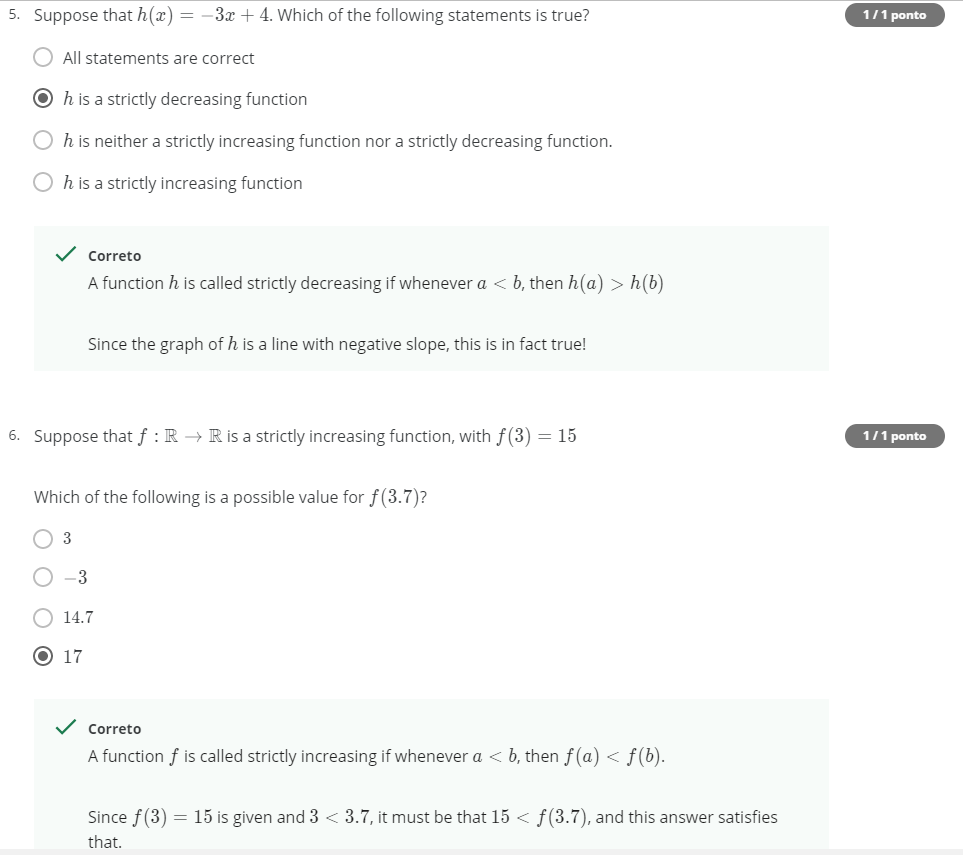 5. Suppose that h(x) = −3x + 4. Which of the following statements is true?
1 / 1 ponto
All statements are correct
h is a strictly decreasing function
h is neither a strictly increasing function nor a strictly decreasing function.
h is a strictly increasing function
Correto
A function h is called strictly decreasing if whenever a < b, then h(a) > h(b)
Since the graph of h is a line with negative slope, this is in fact true!
6. Suppose that f : ℝ → ℝ is a strictly increasing function, with f(3) = 15
1 / 1 ponto
Which of the following is a possible value for f(3.7)?
3
−3
14.7
17
Correto
A function f is called strictly increasing if whenever a < b, then f(a) < f(b).
Since f(3) = 15 is given and 3 < 3.7, it must be that 15 < f(3.7), and this answer satisfies
that.